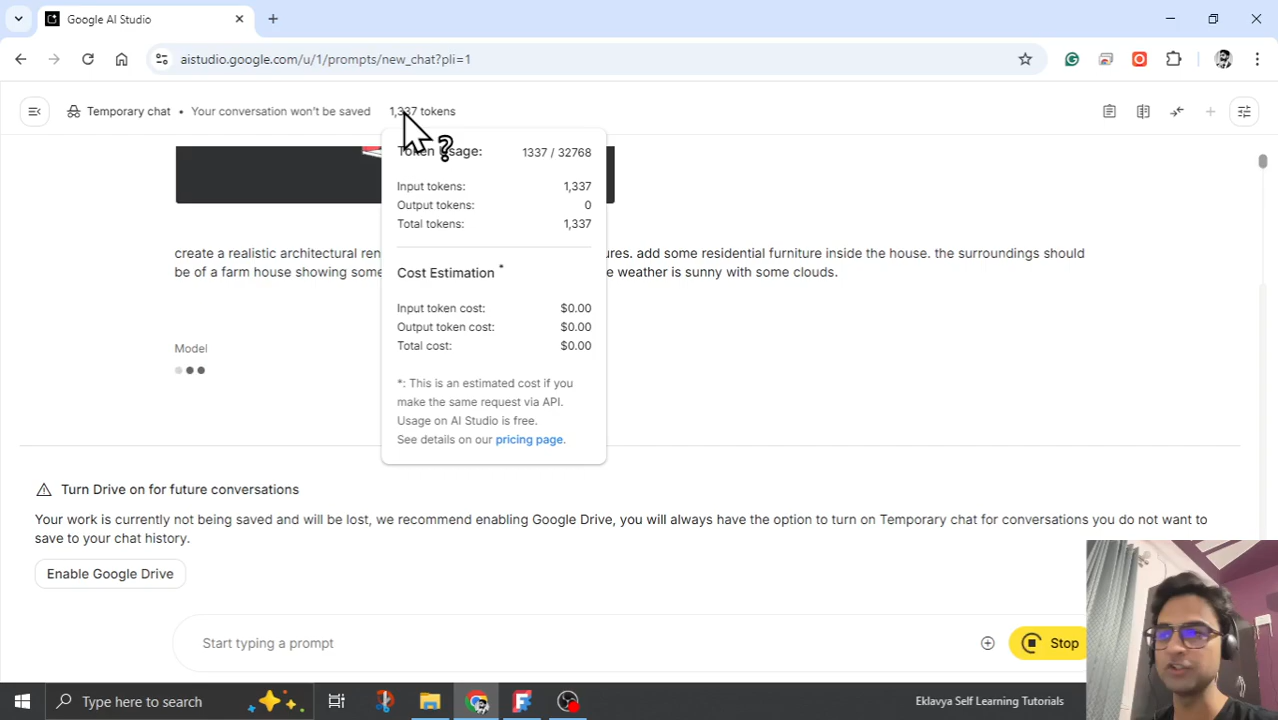 Google AI Studio
aistudio.google.com/u/1/prompts/new_chat?pli=1
Temporary chat • Your conversation won't be saved 1,337 tokens
Token Usage: 1337 / 32768
Input tokens: 1,337
Output tokens: 0
Total tokens: 1,337
create a realistic architectural ures. add some residential furniture inside the house. the surroundings should
be of a farm house showing some weather is sunny with some clouds.
Cost Estimation *
Input token cost: $0.00
Output token cost: $0.00
Total cost: $0.00
Model
*: This is an estimated cost if you
make the same request via API.
Usage on AI Studio is free.
See details on our pricing page.
Turn Drive on for future conversations
Your work is currently not being saved and will be lost, we recommend enabling Google Drive, you will always have the option to turn on Temporary chat for conversations you do not want to
save to your chat history.
Enable Google Drive
Start typing a prompt
Stop
Type here to search
Eklavya Self Learning Tutorials